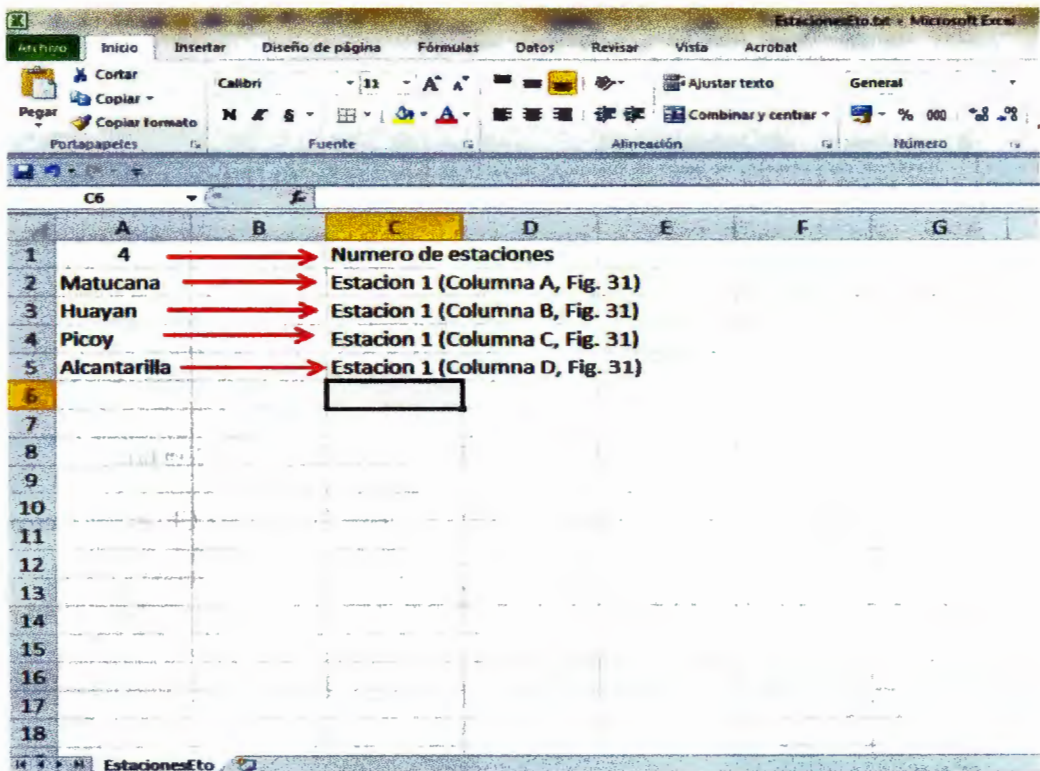 EstacionesEto.txt - Microsoft Excel
Archivo Inicio Insertar Diseño de página Fórmulas Datos Revisar Vista Acrobat
Cortar Calibri 11 A A Ajustar texto General
Copiar
Pegar Copiar formato N K S A Combinar y centrar % 000
Portapapeles Fuente Alineación Número
C6 fx
A B C D E F G
1 4 Numero de estaciones
2 Matucana Estacion 1 (Columna A, Fig. 31)
3 Huayan Estacion 1 (Columna B, Fig. 31)
4 Picoy Estacion 1 (Columna C, Fig. 31)
5 Alcantarilla Estacion 1 (Columna D, Fig. 31)
6
7
8
9
10
11
12
13
14
15
16
17
18
EstacionesEto